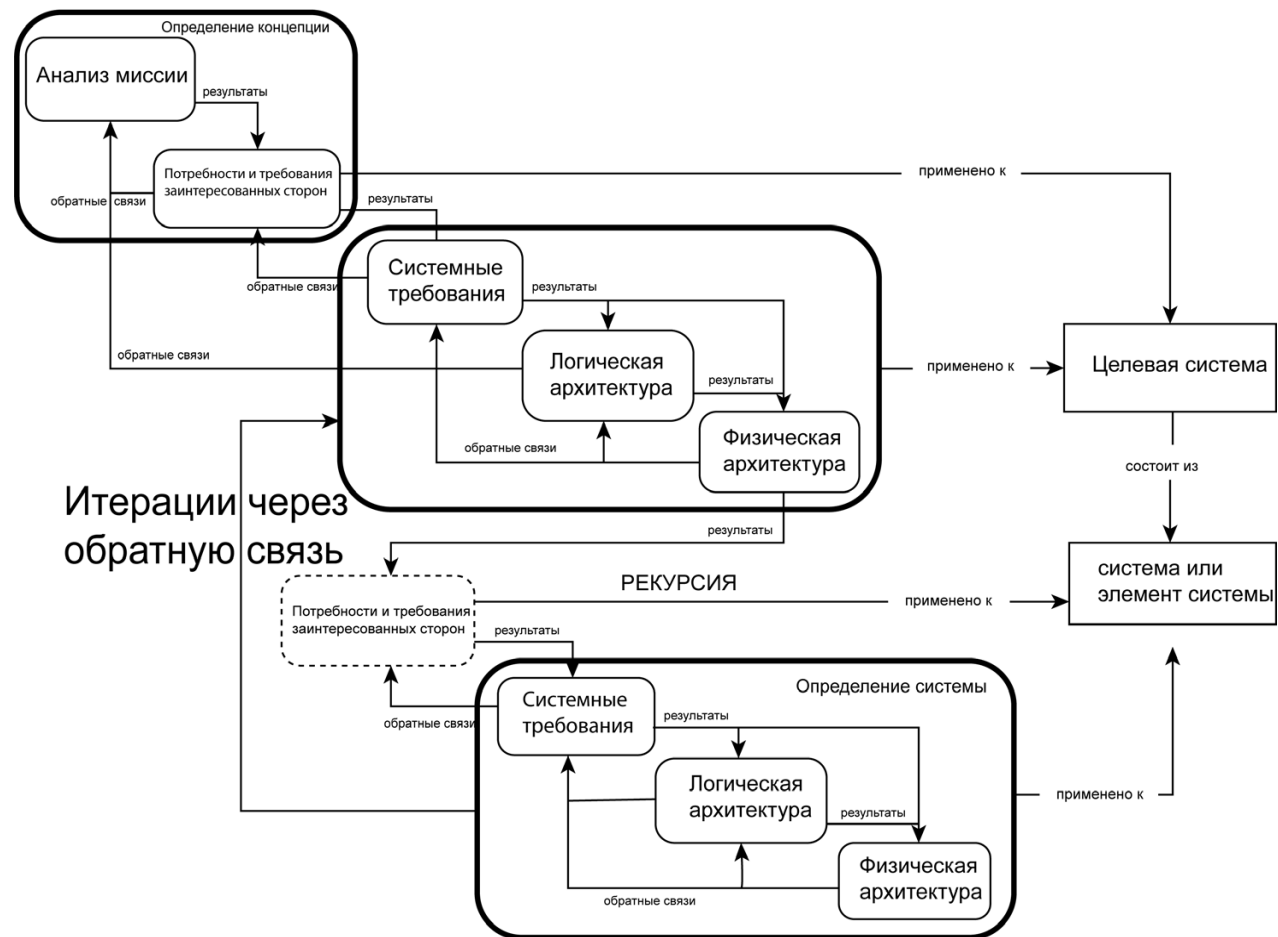 Определение концепции
Анализ миссии
результаты
Потребности и требования
заинтересованных сторон
применено к
обратные связи
результаты
Системные
требования
обратные связи
результаты
Логическая
архитектура
обратные связи
результаты
применено к
Целевая система
Физическая
архитектура
обратные связи
состоит из
Итерации через
обратную связь
результаты
система или
элемент системы
РЕКУРСИЯ
применено к
Потребности и требования
заинтересованных сторон
результаты
Определение системы
Системные
требования
обратные связи
результаты
Логическая
архитектура
применено к
результаты
Физическая
архитектура
обратные связи